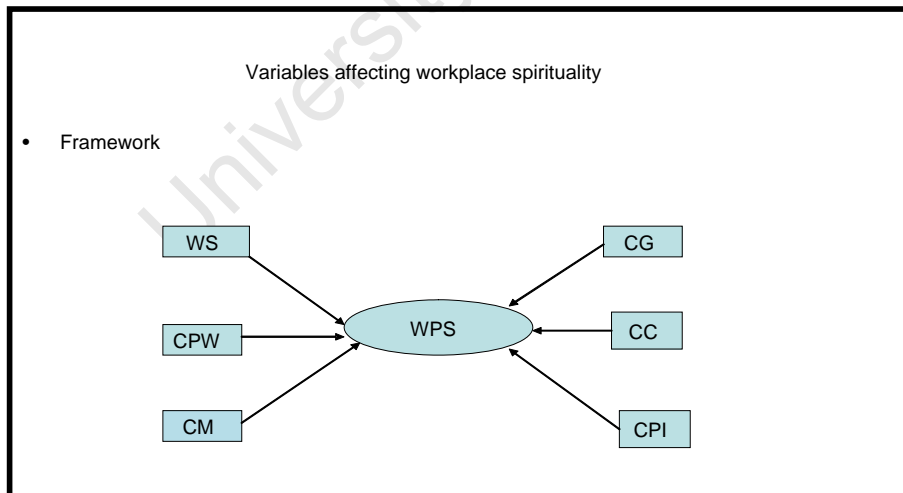 Variables affecting workplace spirituality
• Framework
WS
CG
WPS
CPW
CC
CM
CPI